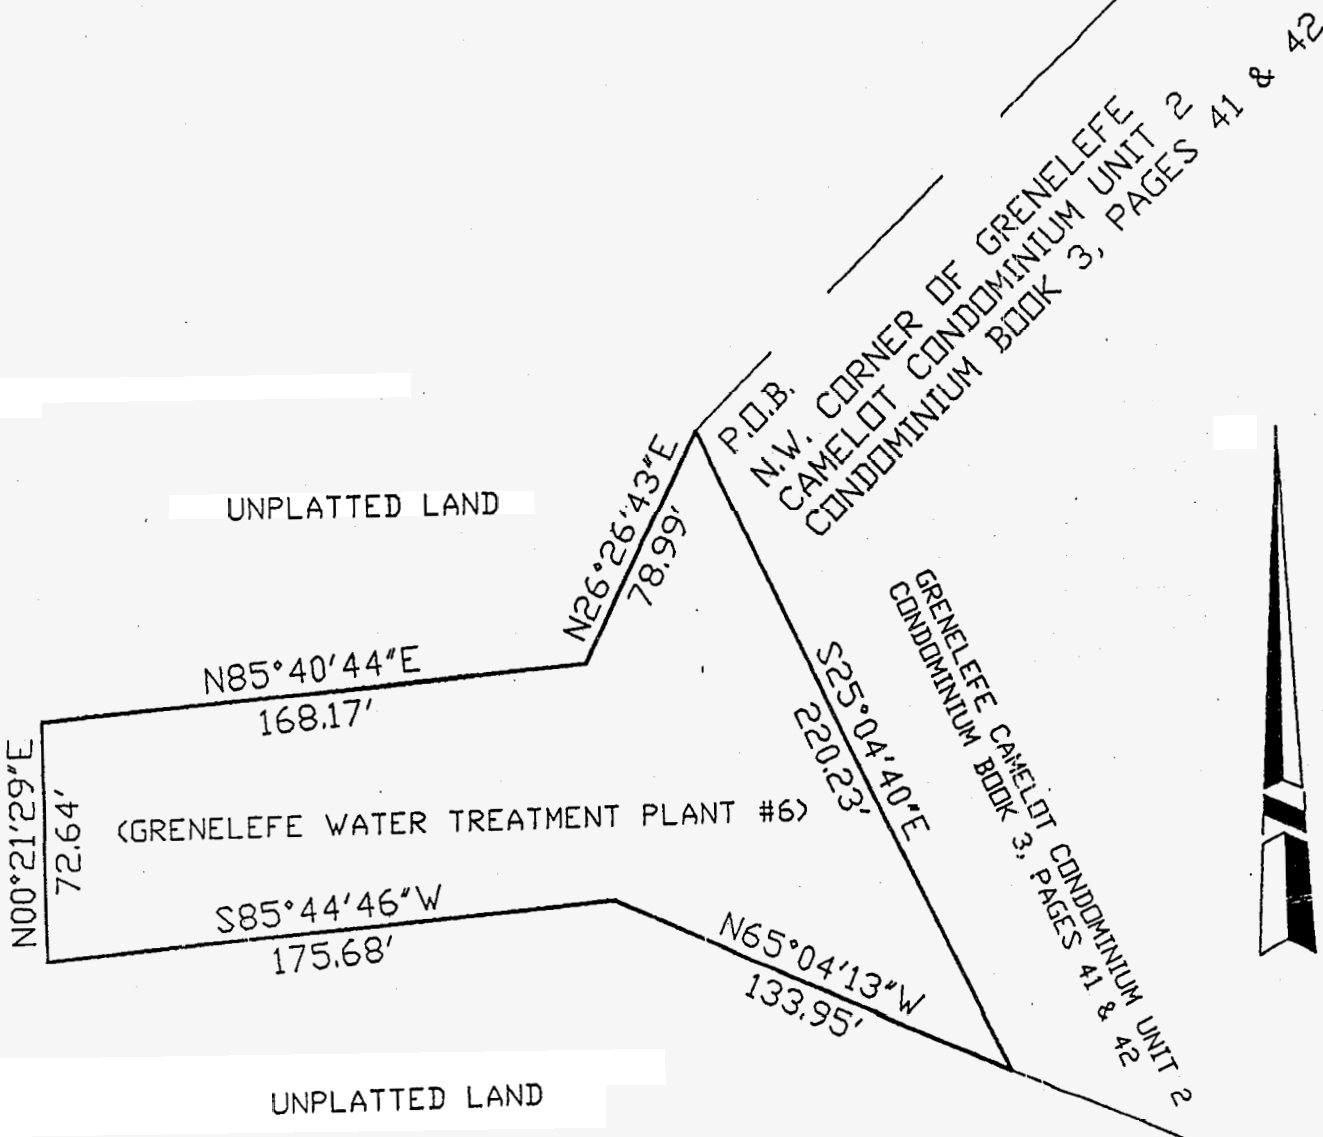 P.O.B.
N.W. CORNER OF GRENELEFE
CAMELOT CONDOMINIUM UNIT 2
CONDOMINIUM BOOK 3, PAGES 41 & 42
UNPLATTED LAND
N26°26'43"E
78.99'
N85°40'44"E
168.17'
S25°04'40"E
220.23'
GRENELEFE CAMELOT CONDOMINIUM UNIT 2
CONDOMINIUM BOOK 3, PAGES 41 & 42
N00°21'29"E
72.64'
(GRENELEFE WATER TREATMENT PLANT #6)
S85°44'46"W
175.68'
N65°04'13"W
133.95'
UNPLATTED LAND